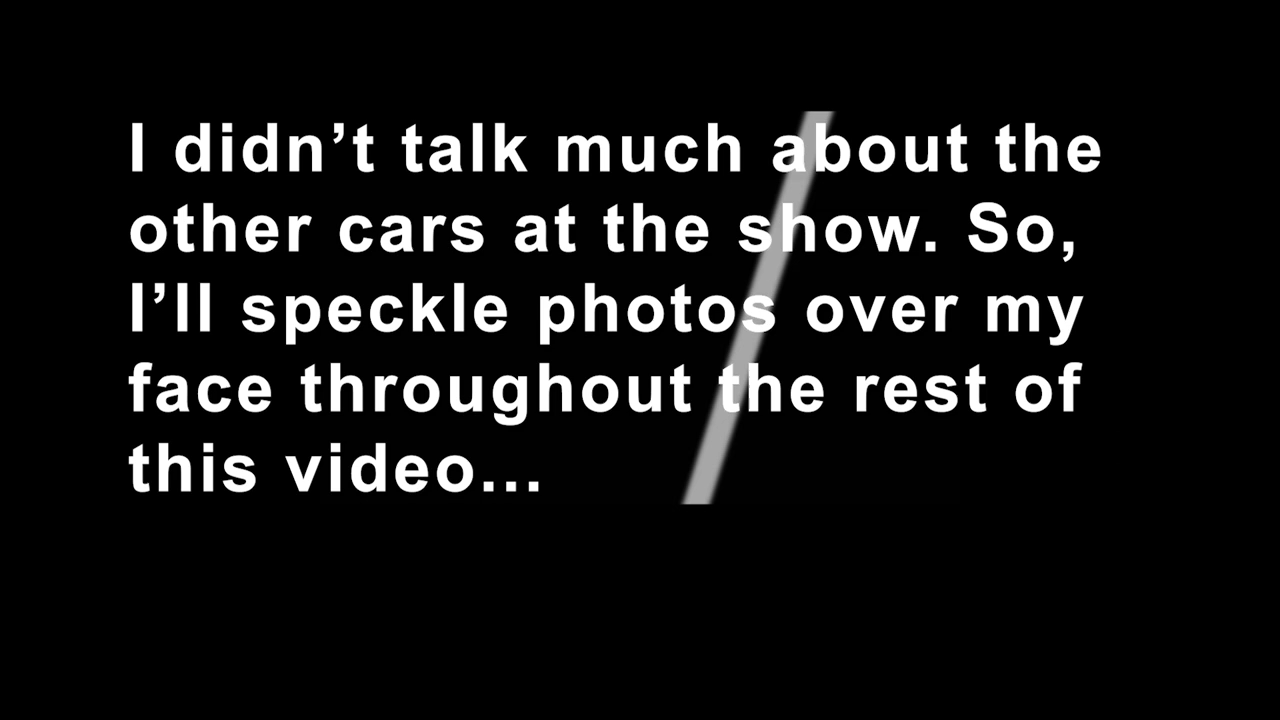 I didn’t talk much about the
other cars at the show. So,
I’ll speckle photos over my
face throughout the rest of
this video...